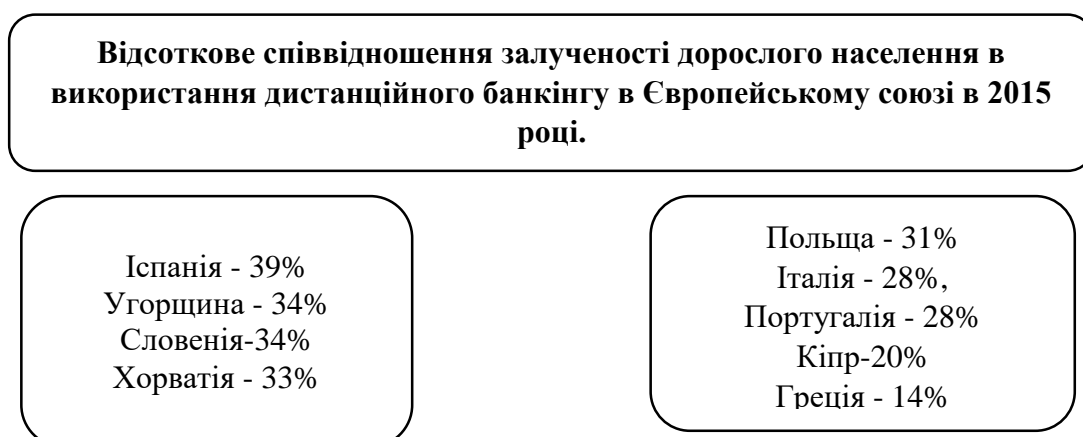 Відсоткове співвідношення залученості дорослого населення в
використання дистанційного банкінгу в Європейському союзі в 2015
році.
Іспанія - 39%
Угорщина - 34%
Словенія-34%
Хорватія - 33%
Польща - 31%
Італія - 28%,
Португалія - 28%
Кіпр-20%
Греція - 14%